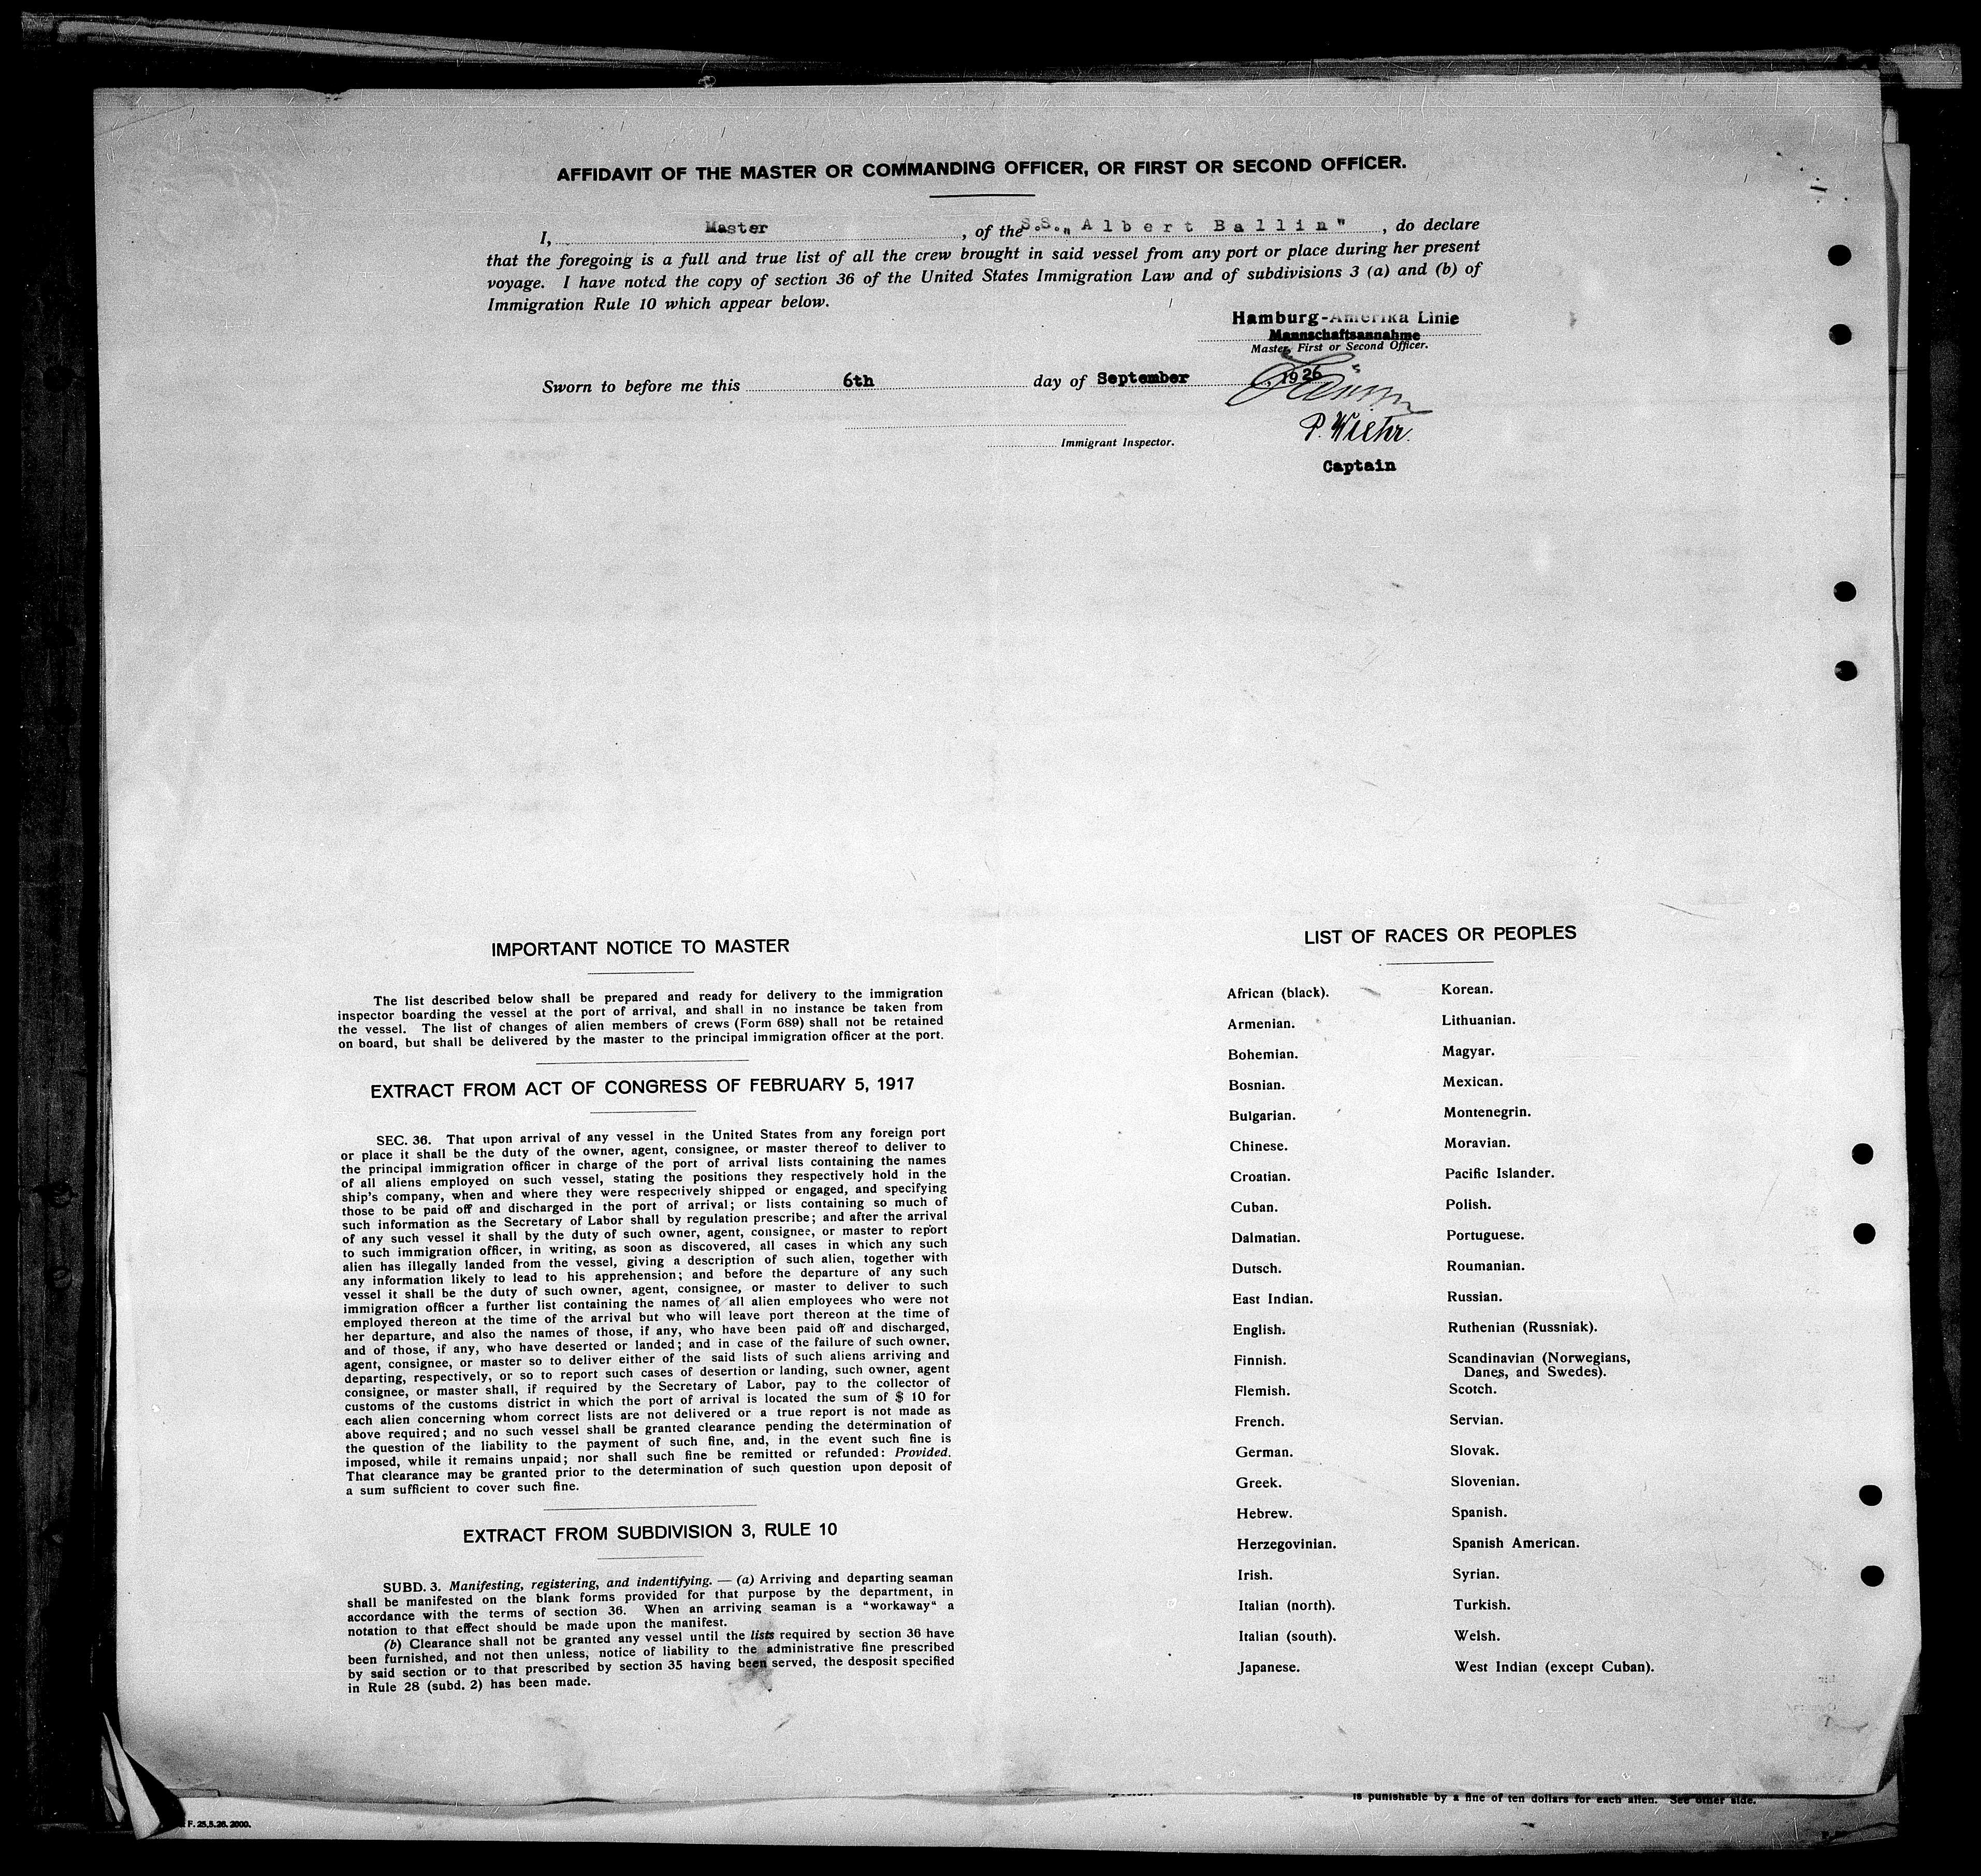 AFFIDAVIT OF THE MASTER OR COMMANDING OFFICER, OR FIRST OR SECOND OFFICER.
I, Master, of the S.S. „Albert Ballin", do declare
that the foregoing is a full and true list of all the crew brought in said vessel from any port or place during her present
voyage. I have noted the copy of section 36 of the United States Immigration Law and of subdivisions 3 (a) and (b) of
Immigration Rule 10 which appear below.
Hamburg-Amerika Linie
Mannschaftsannahme
Master, First or Second Officer.
Sworn to before me this 6th day of September, 1926
P. Wiehr.
Immigrant Inspector.
Captain
IMPORTANT NOTICE TO MASTER
The list described below shall be prepared and ready for delivery to the immigration
inspector boarding the vessel at the port of arrival, and shall in no instance be taken from
the vessel. The list of changes of alien members of crews (Form 689) shall not be retained
on board, but shall be delivered by the master to the principal immigration officer at the port.
EXTRACT FROM ACT OF CONGRESS OF FEBRUARY 5, 1917
SEC. 36. That upon arrival of any vessel in the United States from any foreign port
or place it shall be the duty of the owner, agent, consignee, or master thereof to deliver to
the principal immigration officer in charge of the port of arrival lists containing the names
of all aliens employed on such vessel, stating the positions they respectively hold in the
ship's company, when and where they were respectively shipped or engaged, and specifying
those to be paid off and discharged in the port of arrival; or lists containing so much of
such information as the Secretary of Labor shall by regulation prescribe; and after the arrival
of any such vessel it shall by the duty of such owner, agent, consignee, or master to report
to such immigration officer, in writing, as soon as discovered, all cases in which any such
alien has illegally landed from the vessel, giving a description of such alien, together with
any information likely to lead to his apprehension; and before the departure of any such
vessel it shall be the duty of such owner, agent, consignee, or master to deliver to such
immigration officer a further list containing the names of all alien employees who were not
employed thereon at the time of the arrival but who will leave port thereon at the time of
her departure, and also the names of those, if any, who have been paid off and discharged,
and of those, if any, who have deserted or landed; and in case of the failure of such owner,
agent, consignee, or master so to deliver either of the said lists of such aliens arriving and
departing, respectively, or so to report such cases of desertion or landing, such owner, agent
consignee, or master shall, if required by the Secretary of Labor, pay to the collector of
customs of the customs district in which the port of arrival is located the sum of $ 10 for
each alien concerning whom correct lists are not delivered or a true report is not made as
above required; and no such vessel shall be granted clearance pending the determination of
the question of the liability to the payment of such fine, and, in the event such fine is
imposed, while it remains unpaid; nor shall such fine be remitted or refunded: Provided.
That clearance may be granted prior to the determination of such question upon deposit of
a sum sufficient to cover such fine.
EXTRACT FROM SUBDIVISION 3, RULE 10
SUBD. 3. Manifesting, registering, and indentifying. — (a) Arriving and departing seaman
shall be manifested on the blank forms provided for that purpose by the department, in
accordance with the terms of section 36. When an arriving seaman is a "workaway" a
notation to that effect should be made upon the manifest.
(b) Clearance shall not be granted any vessel until the lists required by section 36 have
been furnished, and not then unless, notice of liability to the administrative fine prescribed
by said section or to that prescribed by section 35 having been served, the desposit specified
in Rule 28 (subd. 2) has been made.
LIST OF RACES OR PEOPLES
African (black).
Armenian.
Bohemian.
Bosnian.
Bulgarian.
Chinese.
Croatian.
Cuban.
Dalmatian.
Dutsch.
East Indian.
English.
Finnish.
Flemish.
French.
German.
Greek.
Hebrew.
Herzegovinian.
Irish.
Italian (north).
Italian (south).
Japanese.
Korean.
Lithuanian.
Magyar.
Mexican.
Montenegrin.
Moravian.
Pacific Islander.
Polish.
Portuguese.
Roumanian.
Russian.
Ruthenian (Russniak).
Scandinavian (Norwegians,
Danes, and Swedes).
Scotch.
Servian.
Slovak.
Slovenian.
Spanish.
Spanish American.
Syrian.
Turkish.
Welsh.
West Indian (except Cuban).
is punishable by a fine of ten dollars for each alien. See other side.
F. 25.5.26. 2000.